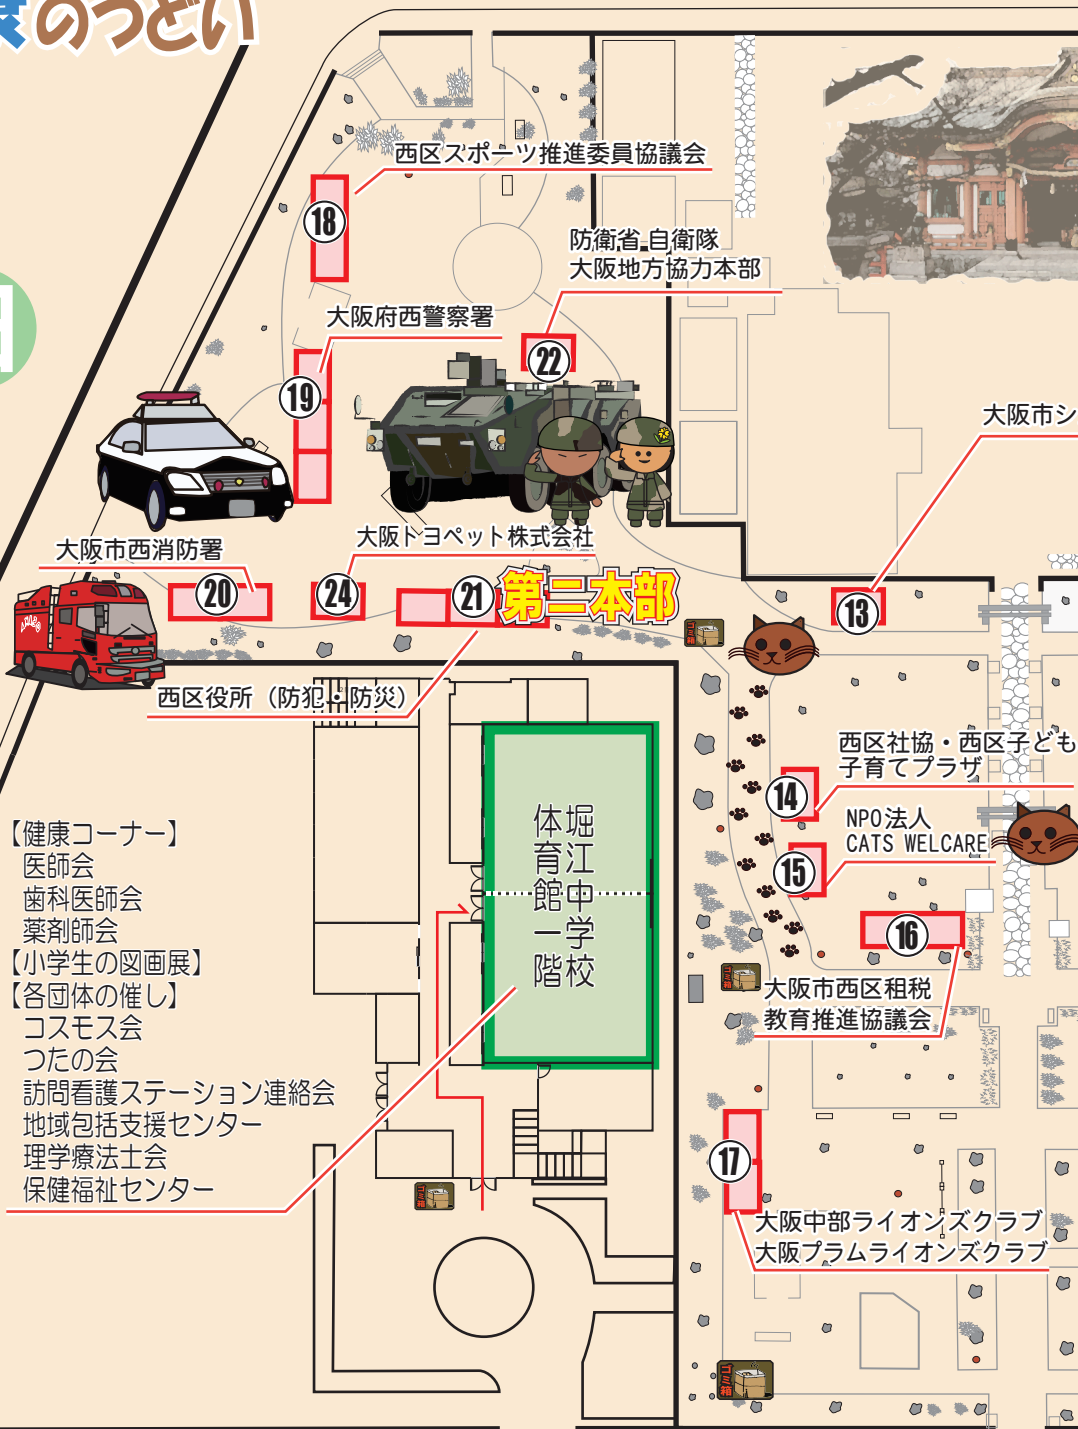 のつどい
西区スポーツ推進委員協議会
18
防衛省 自衛隊
大阪地方協力本部
大阪府西警察署
22
19
大阪市シ
大阪トヨペット株式会社
大阪市西消防署
20
24
21
第二本部
13
ゴミ箱
西区役所(防犯・防災)
西区社協・西区子ども
子育てプラザ
14
NPO法人
CATS WELCARE
15
16
堀江中学校
体育館一階
【健康コーナー】
医師会
歯科医師会
薬剤師会
【小学生の図画展】
【各団体の催し】
コスモス会
つたの会
訪問看護ステーション連絡会
地域包括支援センター
理学療法士会
保健福祉センター
ゴミ箱
大阪市西区租税
教育推進協議会
17
ゴミ箱
大阪中部ライオンズクラブ
大阪プラムライオンズクラブ
ゴミ箱